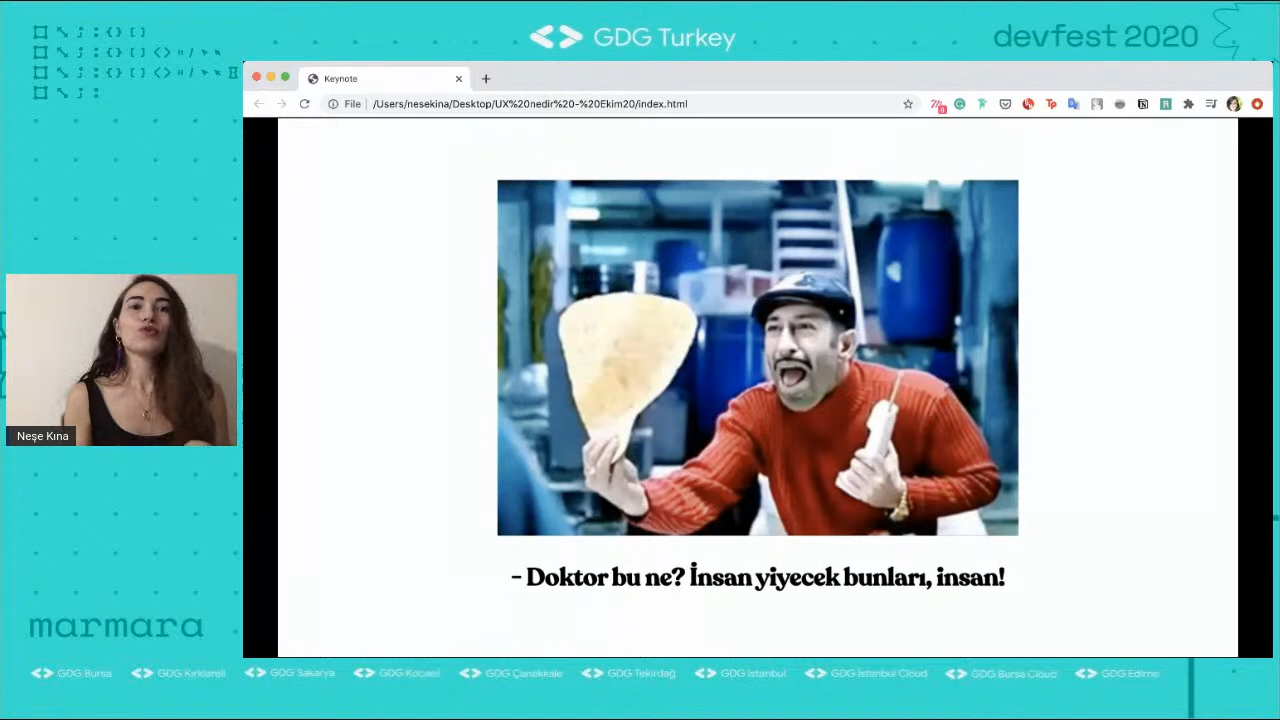 GDG Turkey
devfest 2020
Keynote
File
/Users/nesekina/Desktop/UX%20nedir%20-%20Ekim20/index.html
Neşe Kına
- Doktor bu ne? İnsan yiyecek bunları, insan!
marmara
GDG Bursa
GDG Kırklareli
GDG Sakarya
GDG Kocaeli
GDG Çanakkale
GDG Tekirdağ
GDG İstanbul
GDG İstanbul Cloud
GDG Bursa Cloud
GDG Edirne